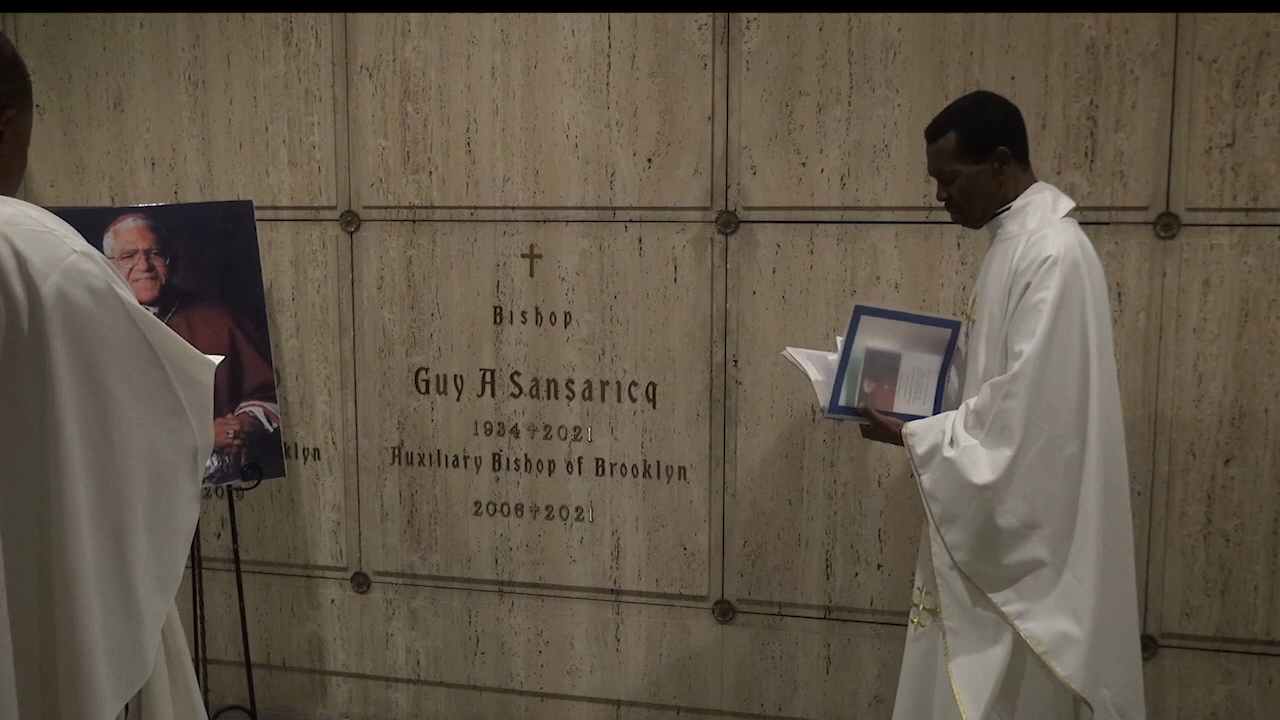 Bishop
Guy A Sansaricq
1934✝2021
Auxiliary Bishop of Brooklyn
2006✝2021
klyn